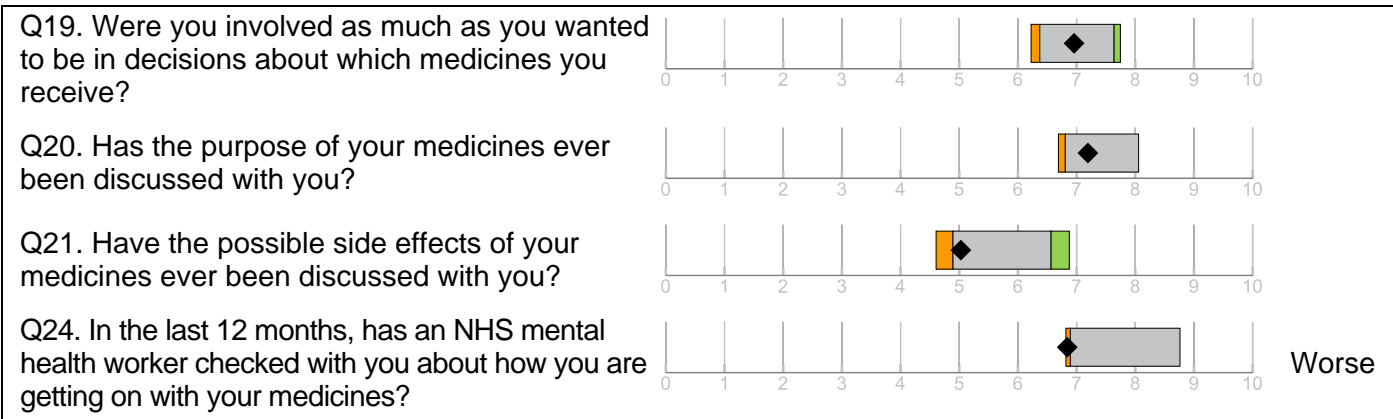 Q19. Were you involved as much as you wanted
to be in decisions about which medicines you
receive?
0 1 2 3 4 5 6 7 8 9 10
Q20. Has the purpose of your medicines ever
been discussed with you?
0 1 2 3 4 5 6 7 8 9 10
Q21. Have the possible side effects of your
medicines ever been discussed with you?
0 1 2 3 4 5 6 7 8 9 10
Q24. In the last 12 months, has an NHS mental
health worker checked with you about how you are
getting on with your medicines?
0 1 2 3 4 5 6 7 8 9 10
Worse